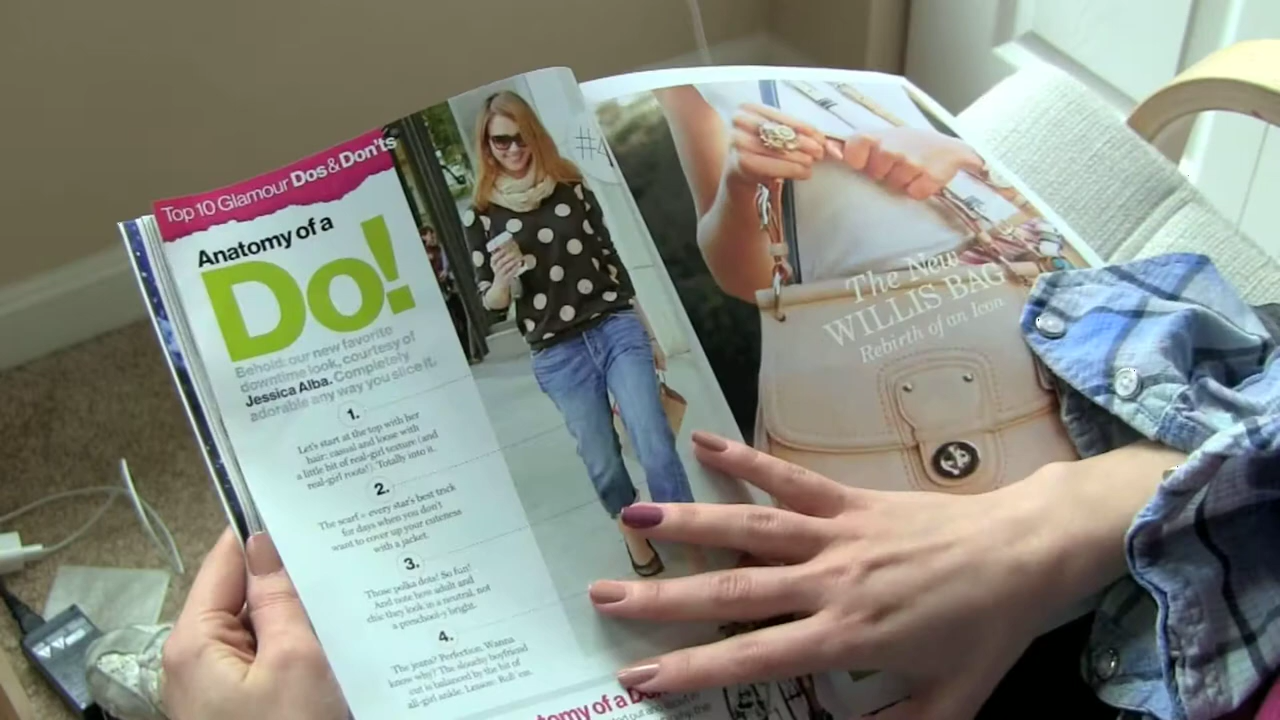 Top 10 Glamour Dos & Don'ts
Anatomy of a
Do!
Behold: our new favorite
downtime look, courtesy of
Jessica Alba. Completely
adorable any way you slice it.
1.
Let's start at the top with her
hair: casual and loose with
a little bit of real-girl texture (and
real-girl roots!). Totally into it.
2.
The scarf = every star's best trick
for days when you don't
want to cover up your cuteness
with a jacket.
3.
Those polka dots! So fun!
And note how adult and
chic they look in a neutral, not
a preschool-y bright.
4.
The jeans? Perfection. Wanna
know why? The slouchy boyfriend
cut is balanced by the bit of
all-girl ankle. Lesson: Roll 'em.
#4
The New
WILLIS BAG
Rebirth of an Icon
tomy of a Don